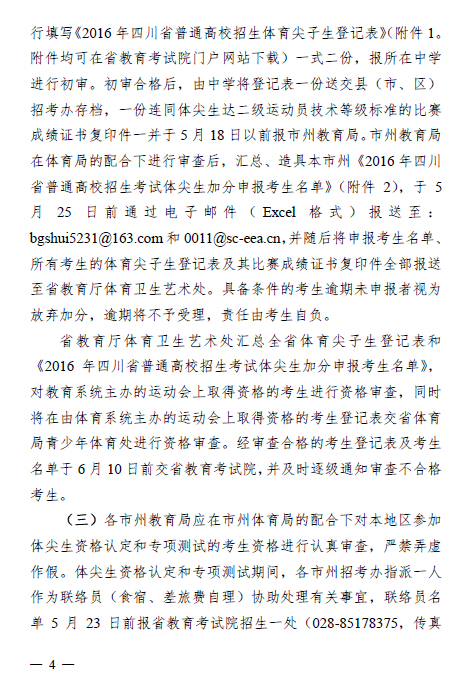 行填写《2016 年四川省普通高校招生体育尖子生登记表》（附件 1。
附件均可在省教育考试院门户网站下载）一式二份，报所在中学
进行初审。初审合格后，由中学将登记表一份送交县（市、区）
招考办存档，一份连同体尖生达二级运动员技术等级标准的比赛
成绩证书复印件一并于 5 月 18 日以前报市州教育局。市州教育局
在体育局的配合下进行审查后，汇总、造具本市州《2016 年四川
省普通高校招生考试体尖生加分申报考生名单》（附件 2），于 5
月 25 日前通过电子邮件（Excel 格式）报送至：
bgshui5231@163.com 和 0011@sc-eea.cn,并随后将申报考生名单、
所有考生的体育尖子生登记表及其比赛成绩证书复印件全部报送
至省教育厅体育卫生艺术处。具备条件的考生逾期未申报者视为
放弃加分，逾期将不予受理，责任由考生自负。
省教育厅体育卫生艺术处汇总全省体育尖子生登记表和
《2016 年四川省普通高校招生考试体尖生加分申报考生名单》，
对教育系统主办的运动会上取得资格的考生进行资格审查，同时
将在由体育系统主办的运动会上取得资格的考生登记表交省体育
局青少年体育处进行资格审查。经审查合格的考生登记表及考生
名单于 6 月 10 日前交省教育考试院，并及时逐级通知审查不合格
考生。
（三）各市州教育局应在市州体育局的配合下对本地区参加
体尖生资格认定和专项测试的考生资格进行认真审查，严禁弄虚
作假。体尖生资格认定和专项测试期间，各市州招考办指派一人
作为联络员（食宿、差旅费自理）协助处理有关事宜，联络员名
单 5 月 23 日前报省教育考试院招生一处（028-85178375，传真
— 4 —